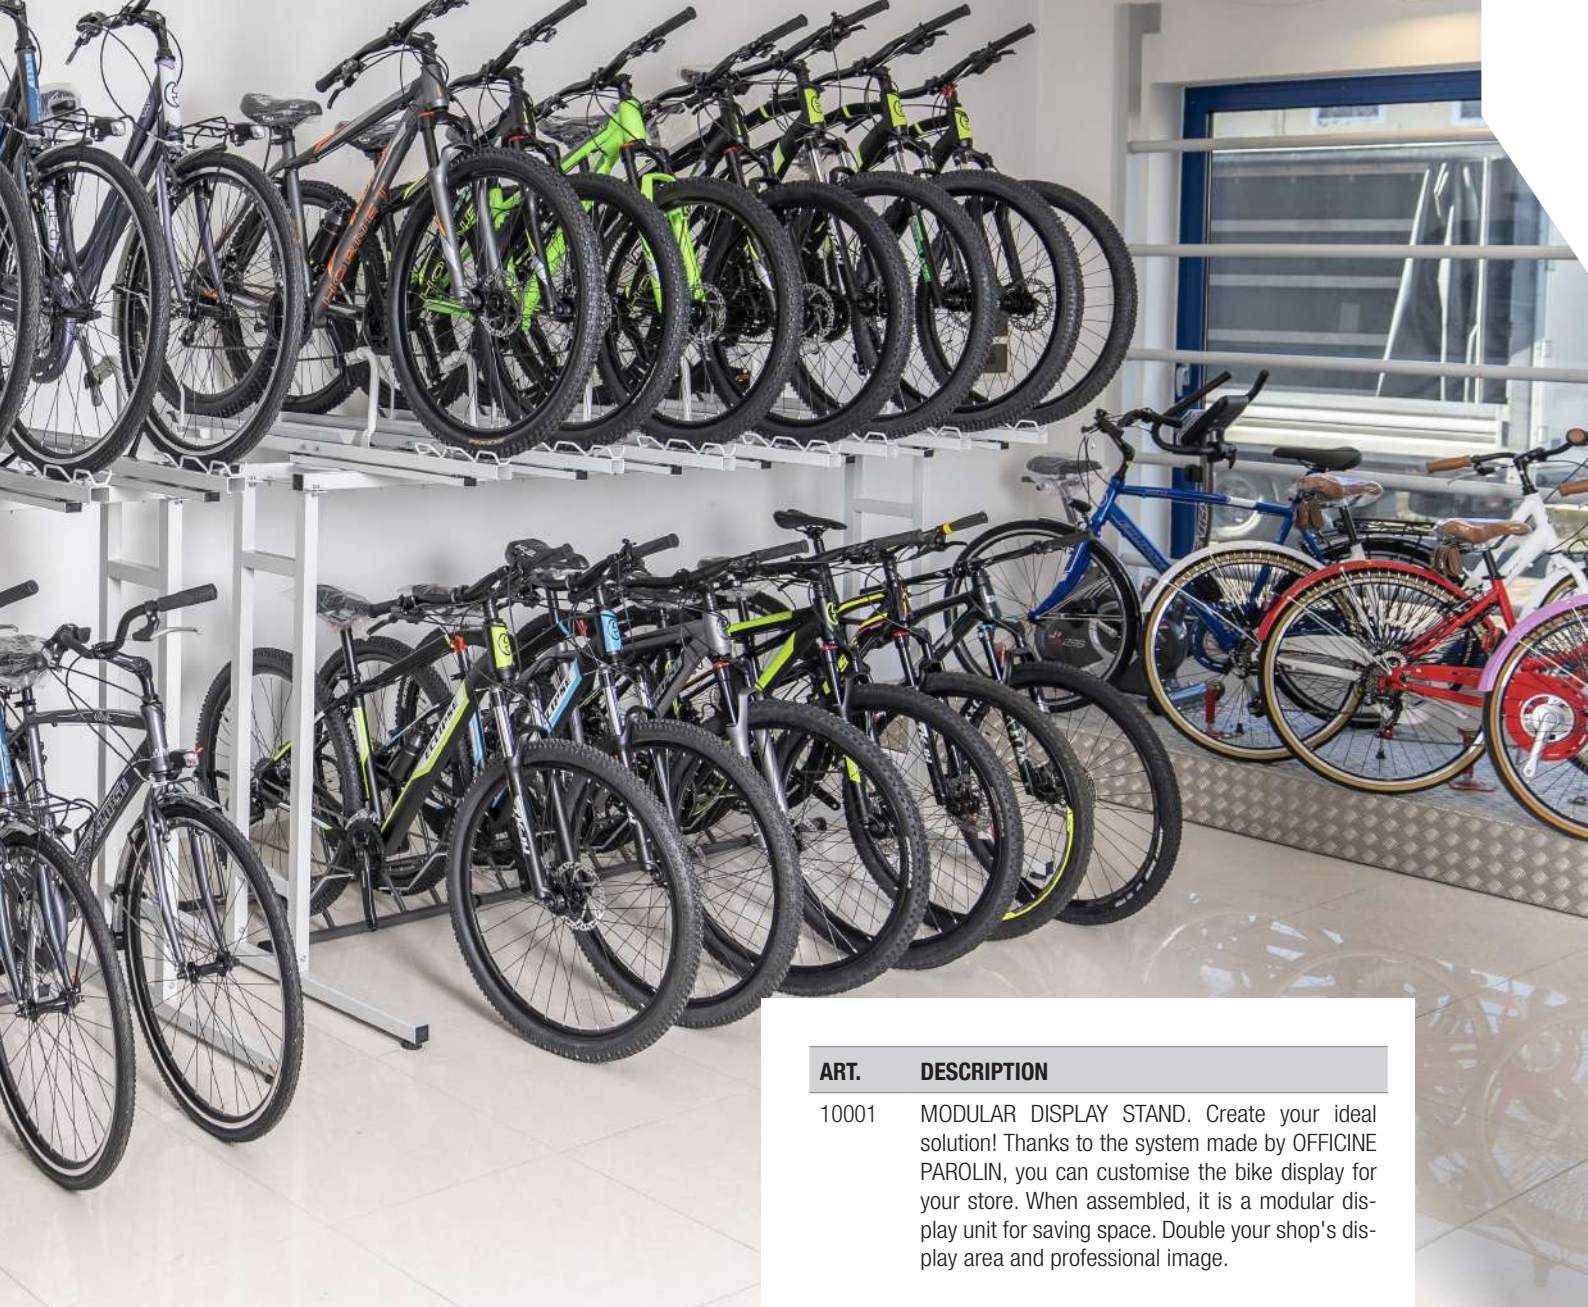 HORNET
ECLIPSE
ART. DESCRIPTION
10001 MODULAR DISPLAY STAND. Create your ideal
solution! Thanks to the system made by OFFICINE
PAROLIN, you can customise the bike display for
your store. When assembled, it is a modular dis-
play unit for saving space. Double your shop's dis-
play area and professional image.